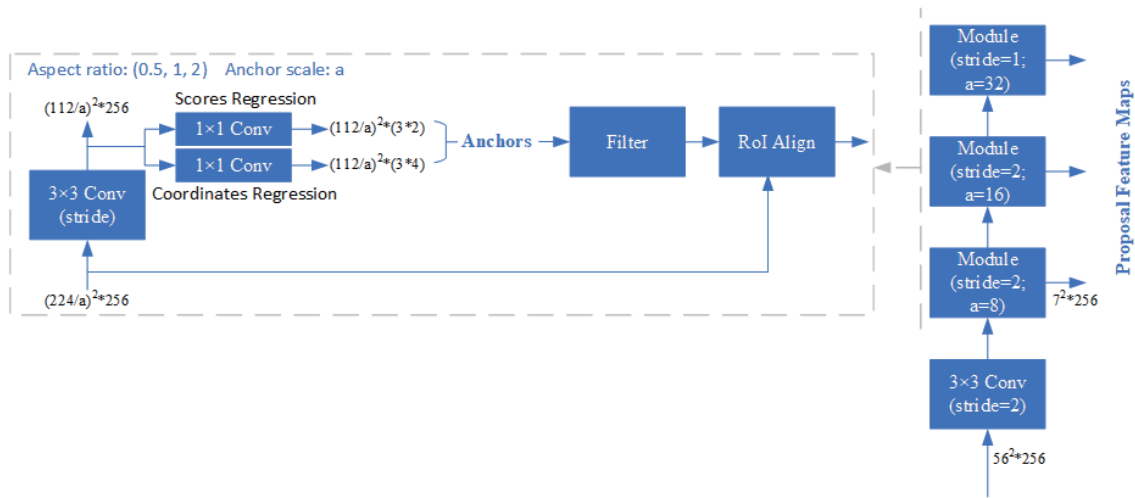 Aspect ratio: (0.5, 1, 2) Anchor scale: a
(112/a)²*256
Scores Regression
1×1 Conv
(112/a)²*(3*2)
1×1 Conv
(112/a)²*(3*4)
Coordinates Regression
Anchors
Filter
RoI Align
3×3 Conv
(stride)
(224/a)²*256
Module
(stride=1;
a=32)
Module
(stride=2;
a=16)
Module
(stride=2;
a=8)
7²*256
3×3 Conv
(stride=2)
56²*256
Proposal Feature Maps